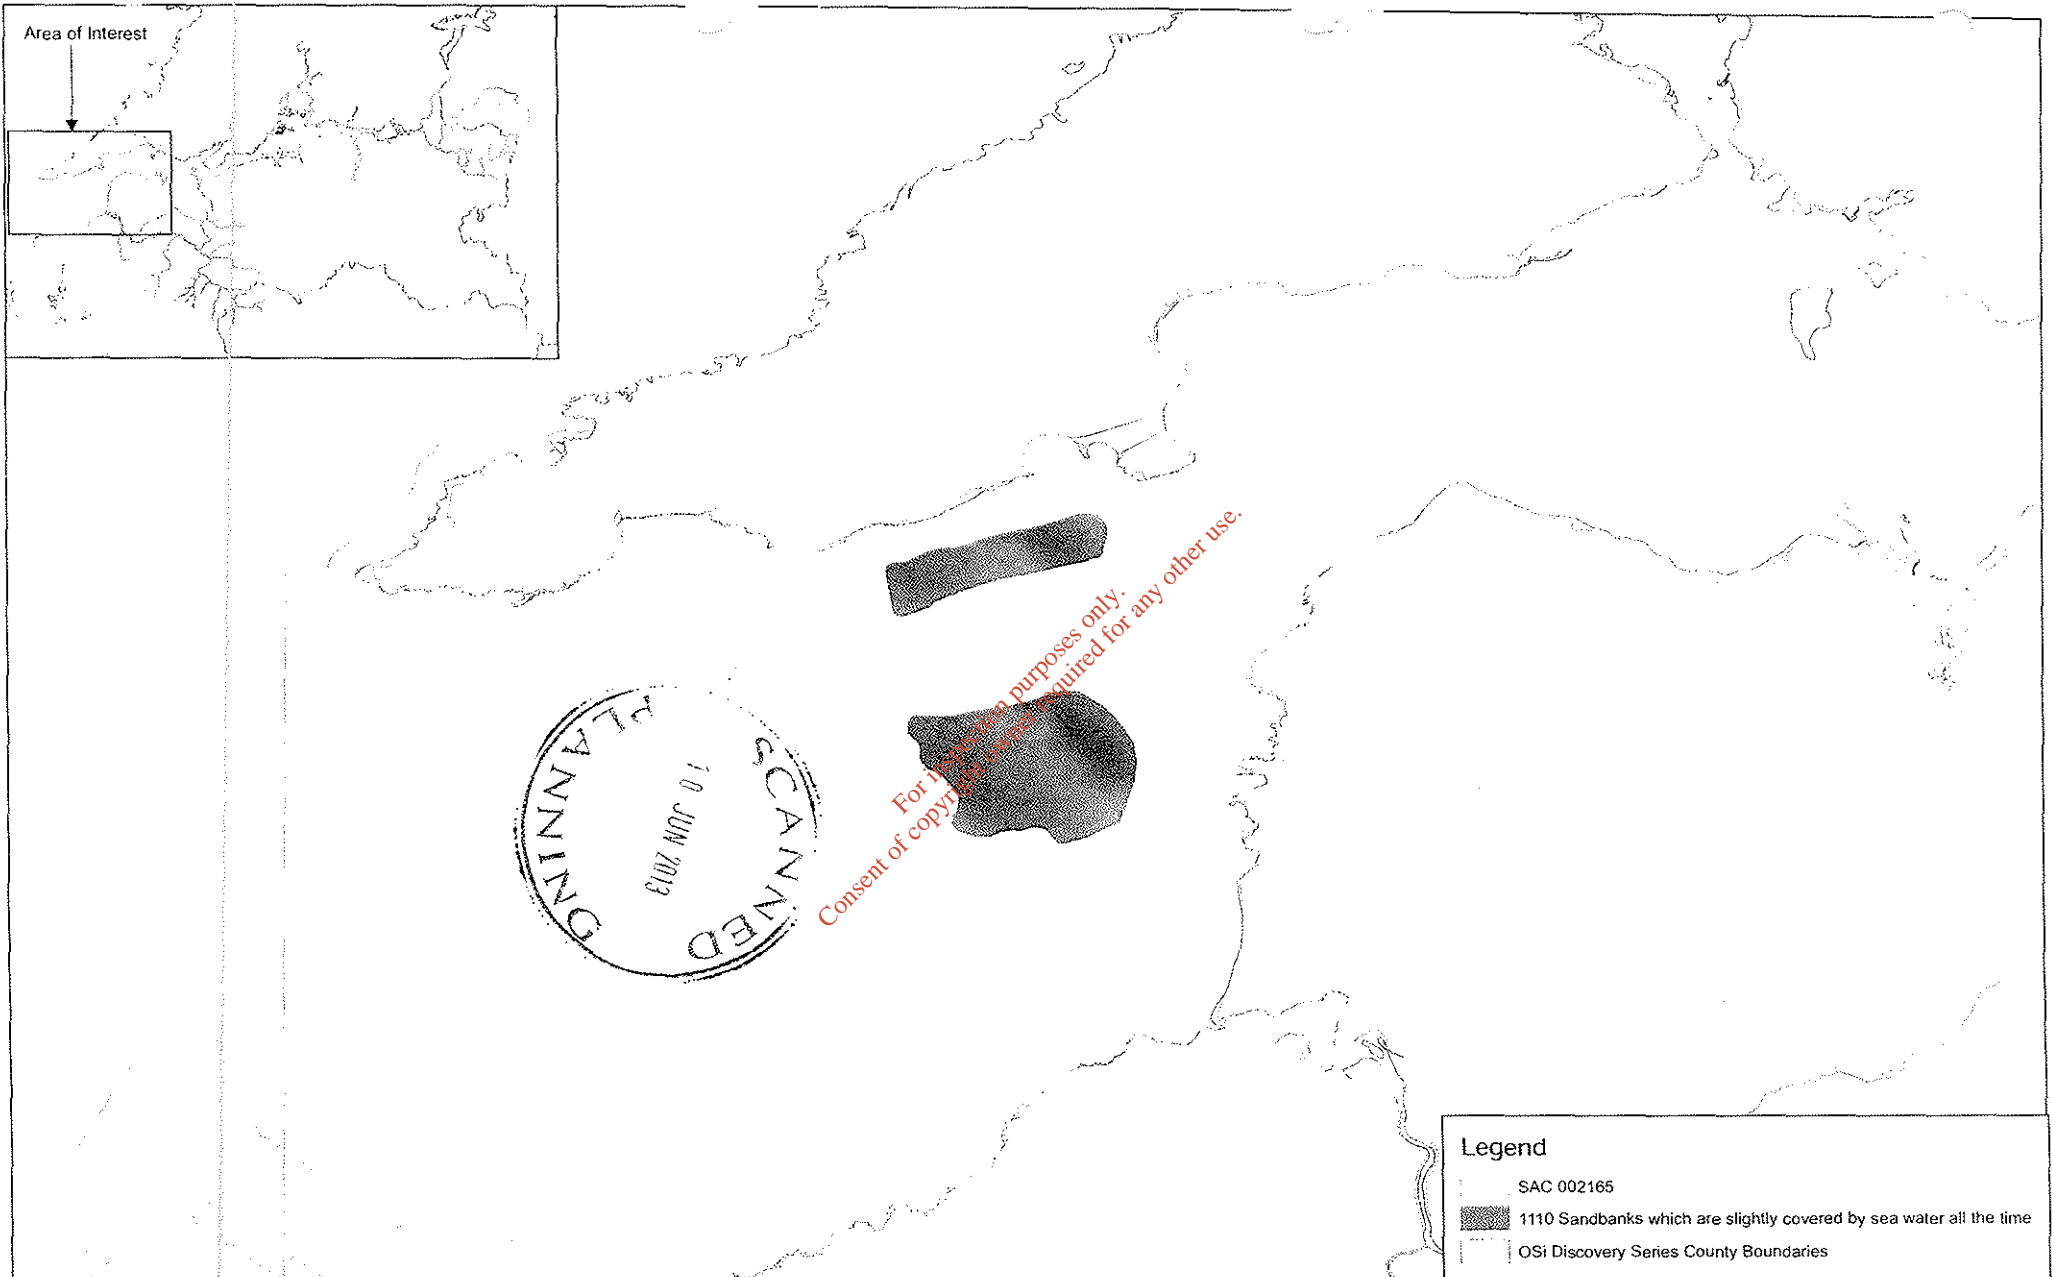 Area of Interest
For inspection purposes only.
Consent of copyright owner required for any other use.
PLANNING
SCANNED
10 JUN 2013
Legend
SAC 002165
1110 Sandbanks which are slightly covered by sea water all the time
OSi Discovery Series County Boundaries